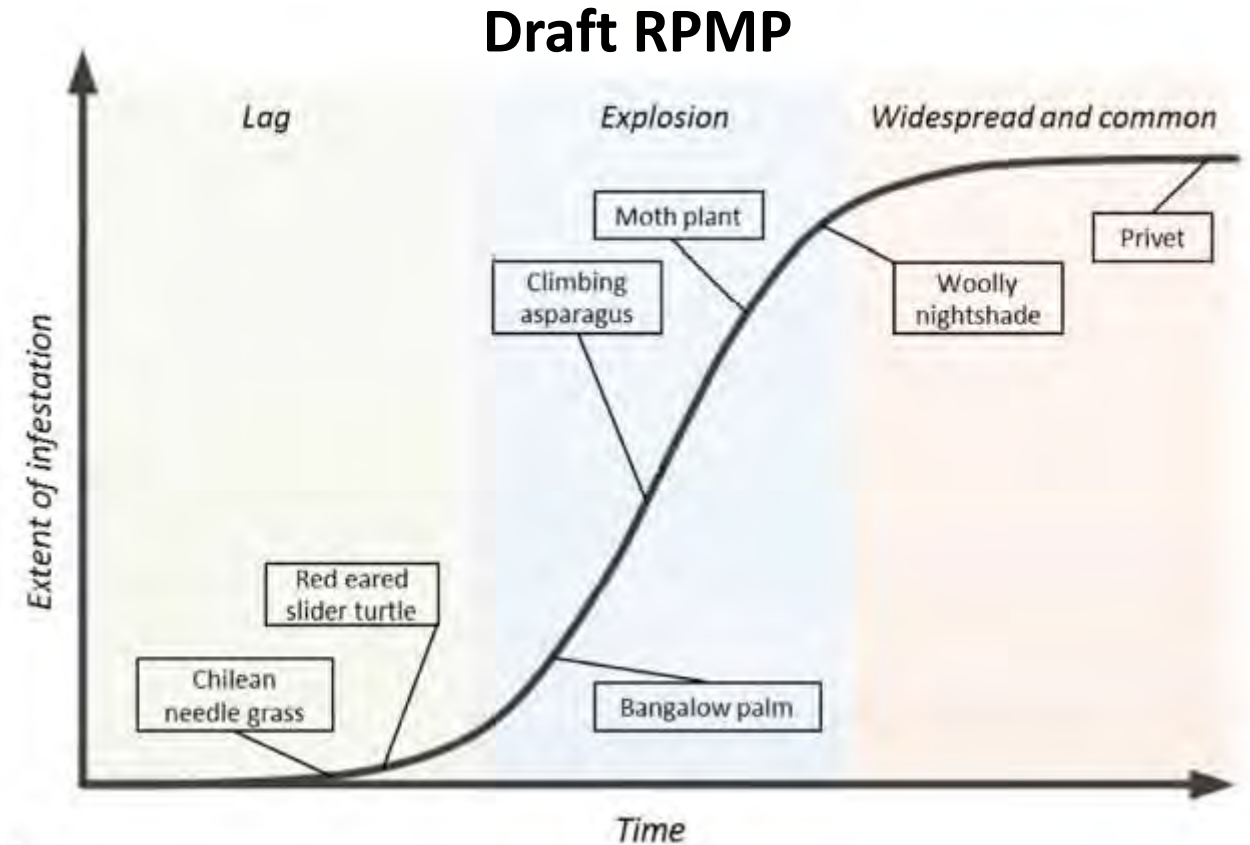 Draft RPMP
Lag
Explosion
Widespread and common
Moth plant
Privet
Climbing
asparagus
Woolly
nightshade
Extent of infestation
Red eared
slider turtle
Chilean
needle grass
Bangalow palm
Time